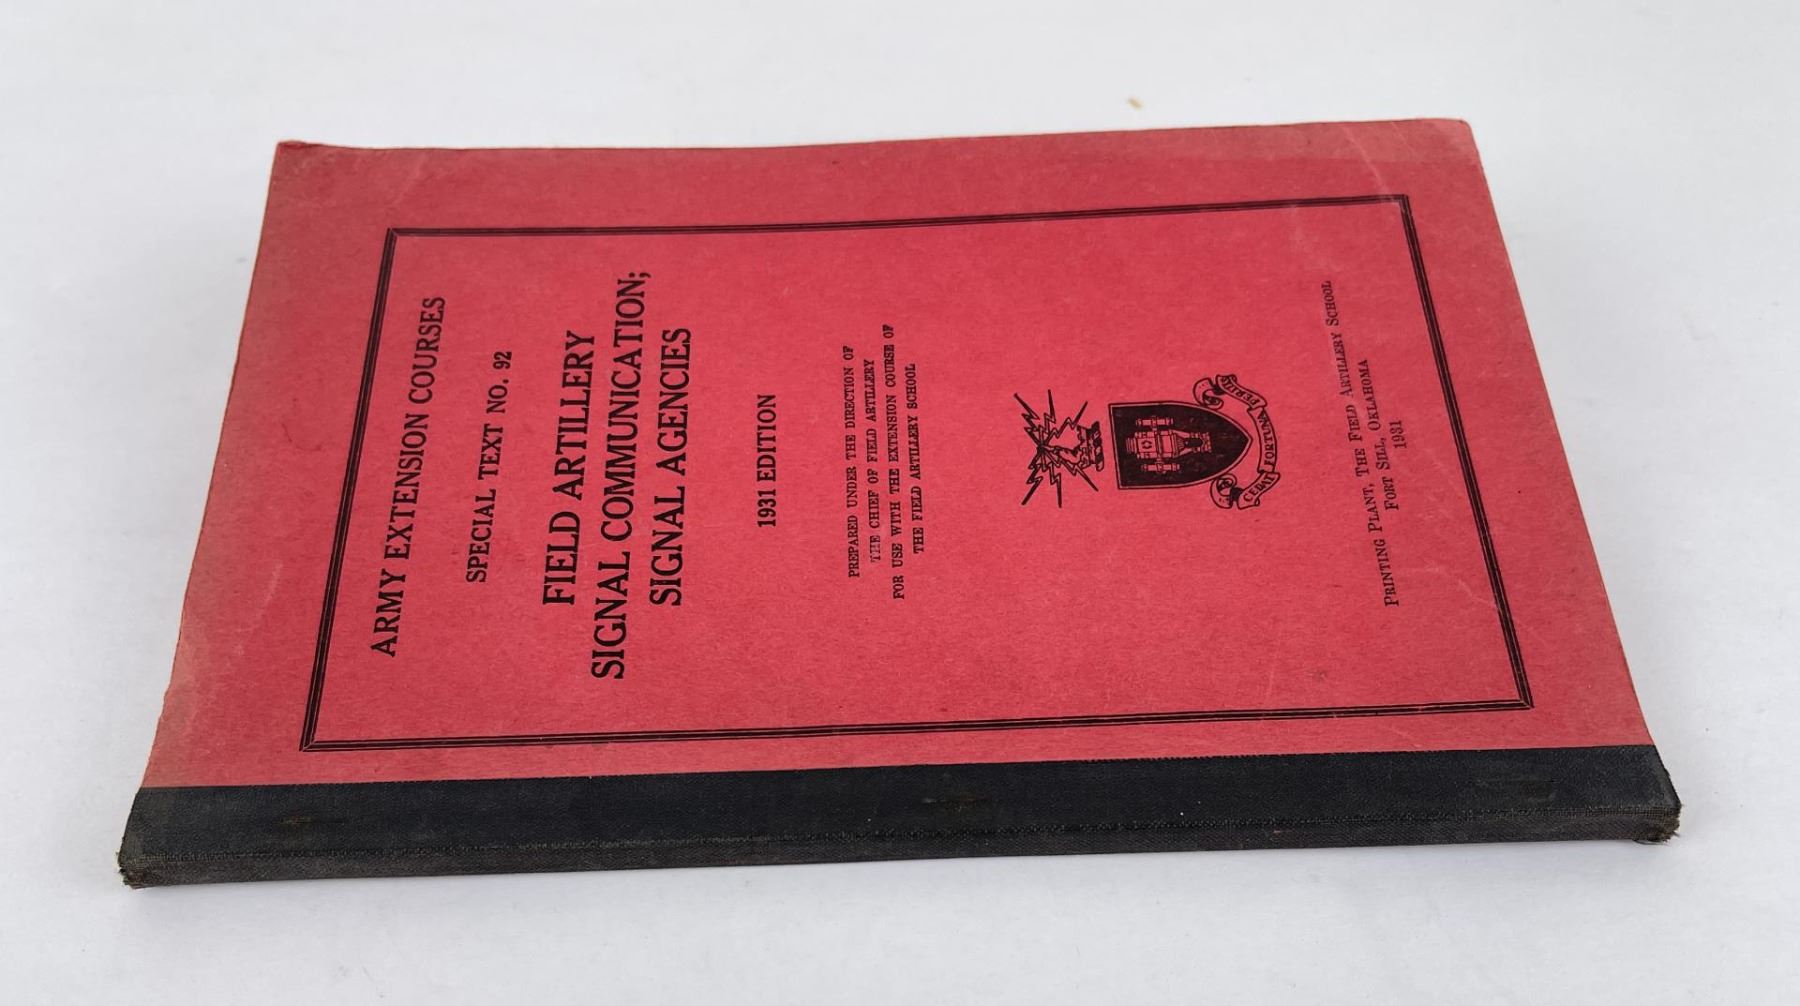 ARMY EXTENSION COURSES
SPECIAL TEXT NO. 92
FIELD ARTILLERY
SIGNAL COMMUNICATION;
SIGNAL AGENCIES
1931 EDITION
PREPARED UNDER THE DIRECTION OF
THE CHIEF OF FIELD ARTILLERY
FOR USE WITH THE EXTENSION COURSE OF
THE FIELD ARTILLERY SCHOOL
CEDAT FORTUNA PERITIS
PRINTING PLANT, THE FIELD ARTILLERY SCHOOL
FORT SILL, OKLAHOMA
1931